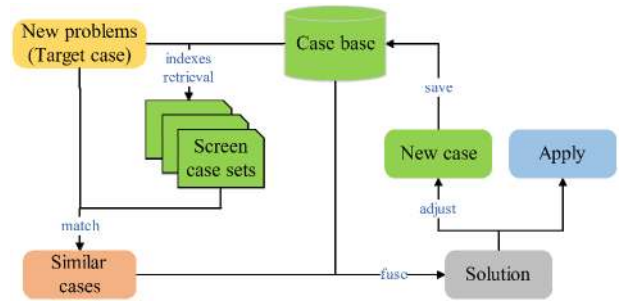 New problems
(Target case)
Case base
indexes
retrieval
save
Screen
case sets
New case
Apply
match
adjust
Similar
cases
fuse
Solution